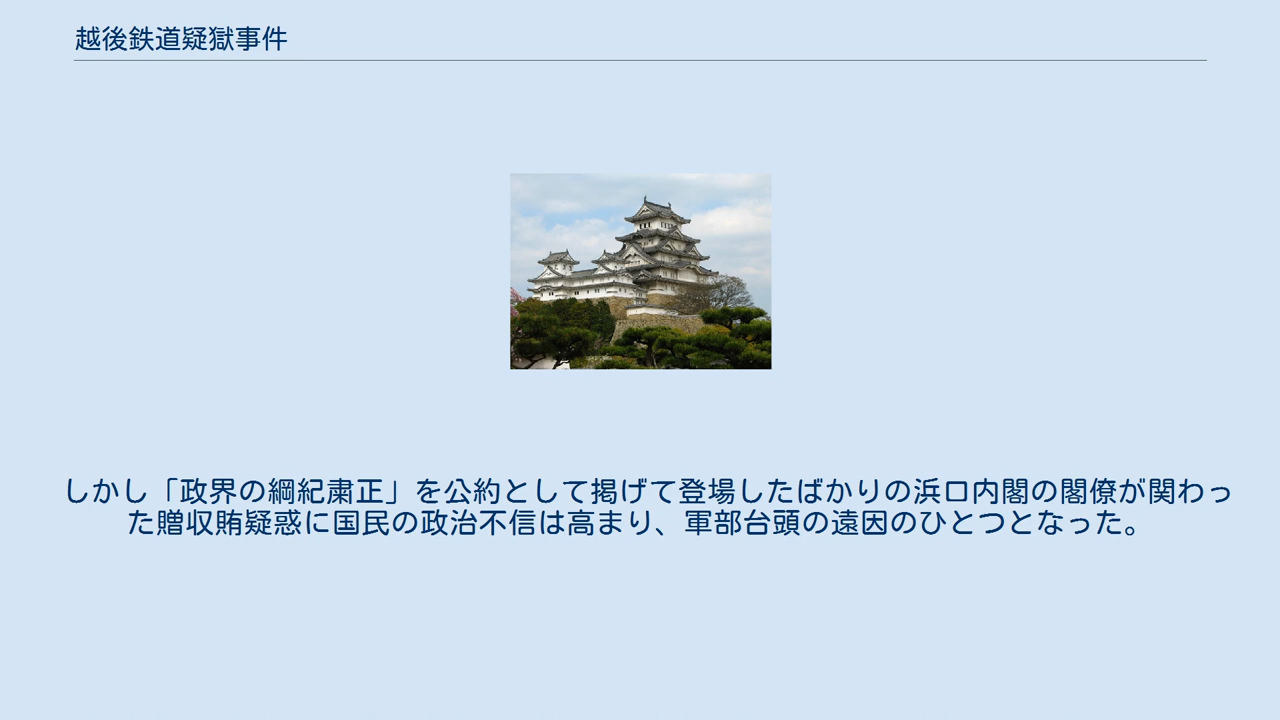 越後鉄道疑獄事件
しかし「政界の綱紀粛正」を公約として掲げて登場したばかりの浜口内閣の閣僚が関わっ
た贈収賄疑惑に国民の政治不信は高まり、軍部台頭の遠因のひとつとなった。